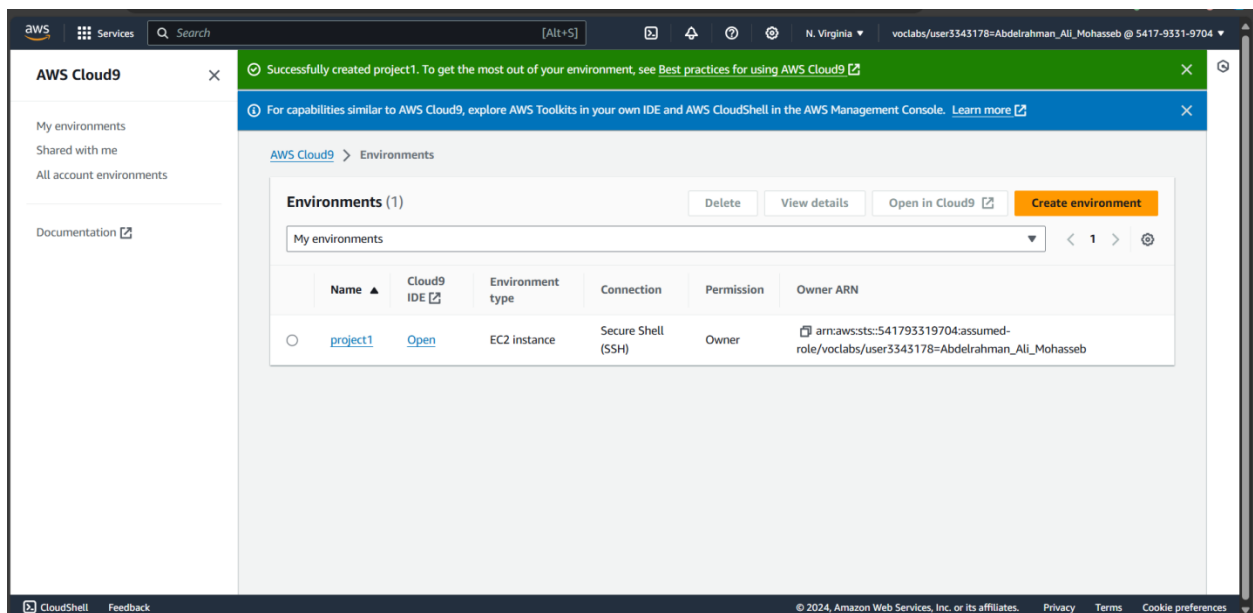 aws Services Search [Alt+S] N. Virginia ▼ voclabs/user3343178=Abdelrahman_Ali_Mohasseb @ 5417-9331-9704 ▼
AWS Cloud9
My environments
Shared with me
All account environments
Documentation
Successfully created project1. To get the most out of your environment, see Best practices for using AWS Cloud9
For capabilities similar to AWS Cloud9, explore AWS Toolkits in your own IDE and AWS CloudShell in the AWS Management Console. Learn more
AWS Cloud9 > Environments
Environments (1) Delete View details Open in Cloud9 Create environment
My environments ▼ < 1 >
Name ▲ Cloud9 IDE Environment type Connection Permission Owner ARN
project1 Open EC2 instance Secure Shell (SSH) Owner arn:aws:sts::541793319704:assumed-
role/voclabs/user3343178=Abdelrahman_Ali_Mohasseb
CloudShell Feedback © 2024, Amazon Web Services, Inc. or its affiliates. Privacy Terms Cookie preferences